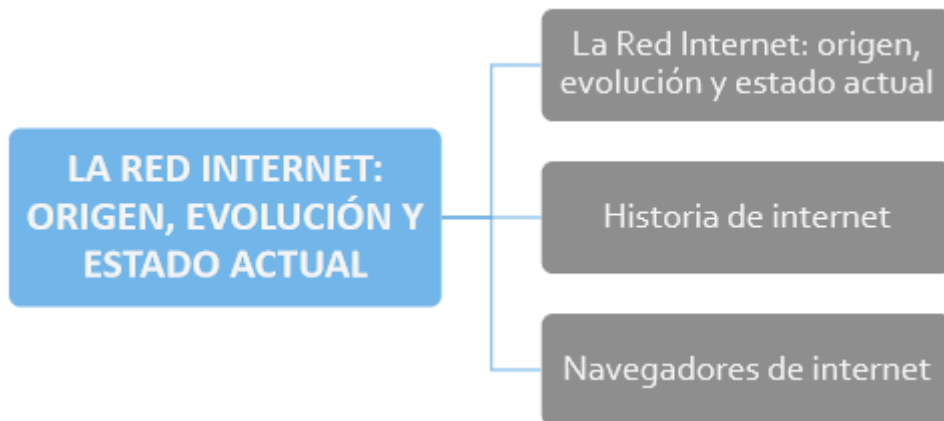 LA RED INTERNET:
ORIGEN, EVOLUCIÓN Y
ESTADO ACTUAL
La Red Internet: origen,
evolución y estado actual
Historia de internet
Navegadores de internet